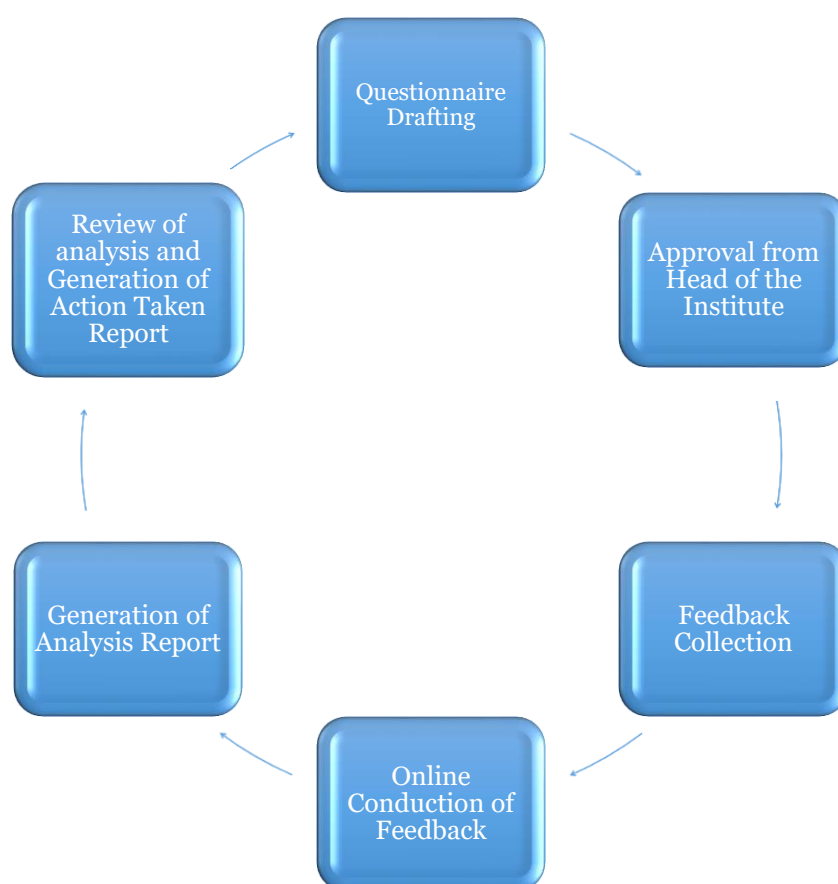 Questionnaire
Drafting
Approval from
Head of the
Institute
Feedback
Collection
Online
Conduction of
Feedback
Generation of
Analysis Report
Review of
analysis and
Generation of
Action Taken
Report